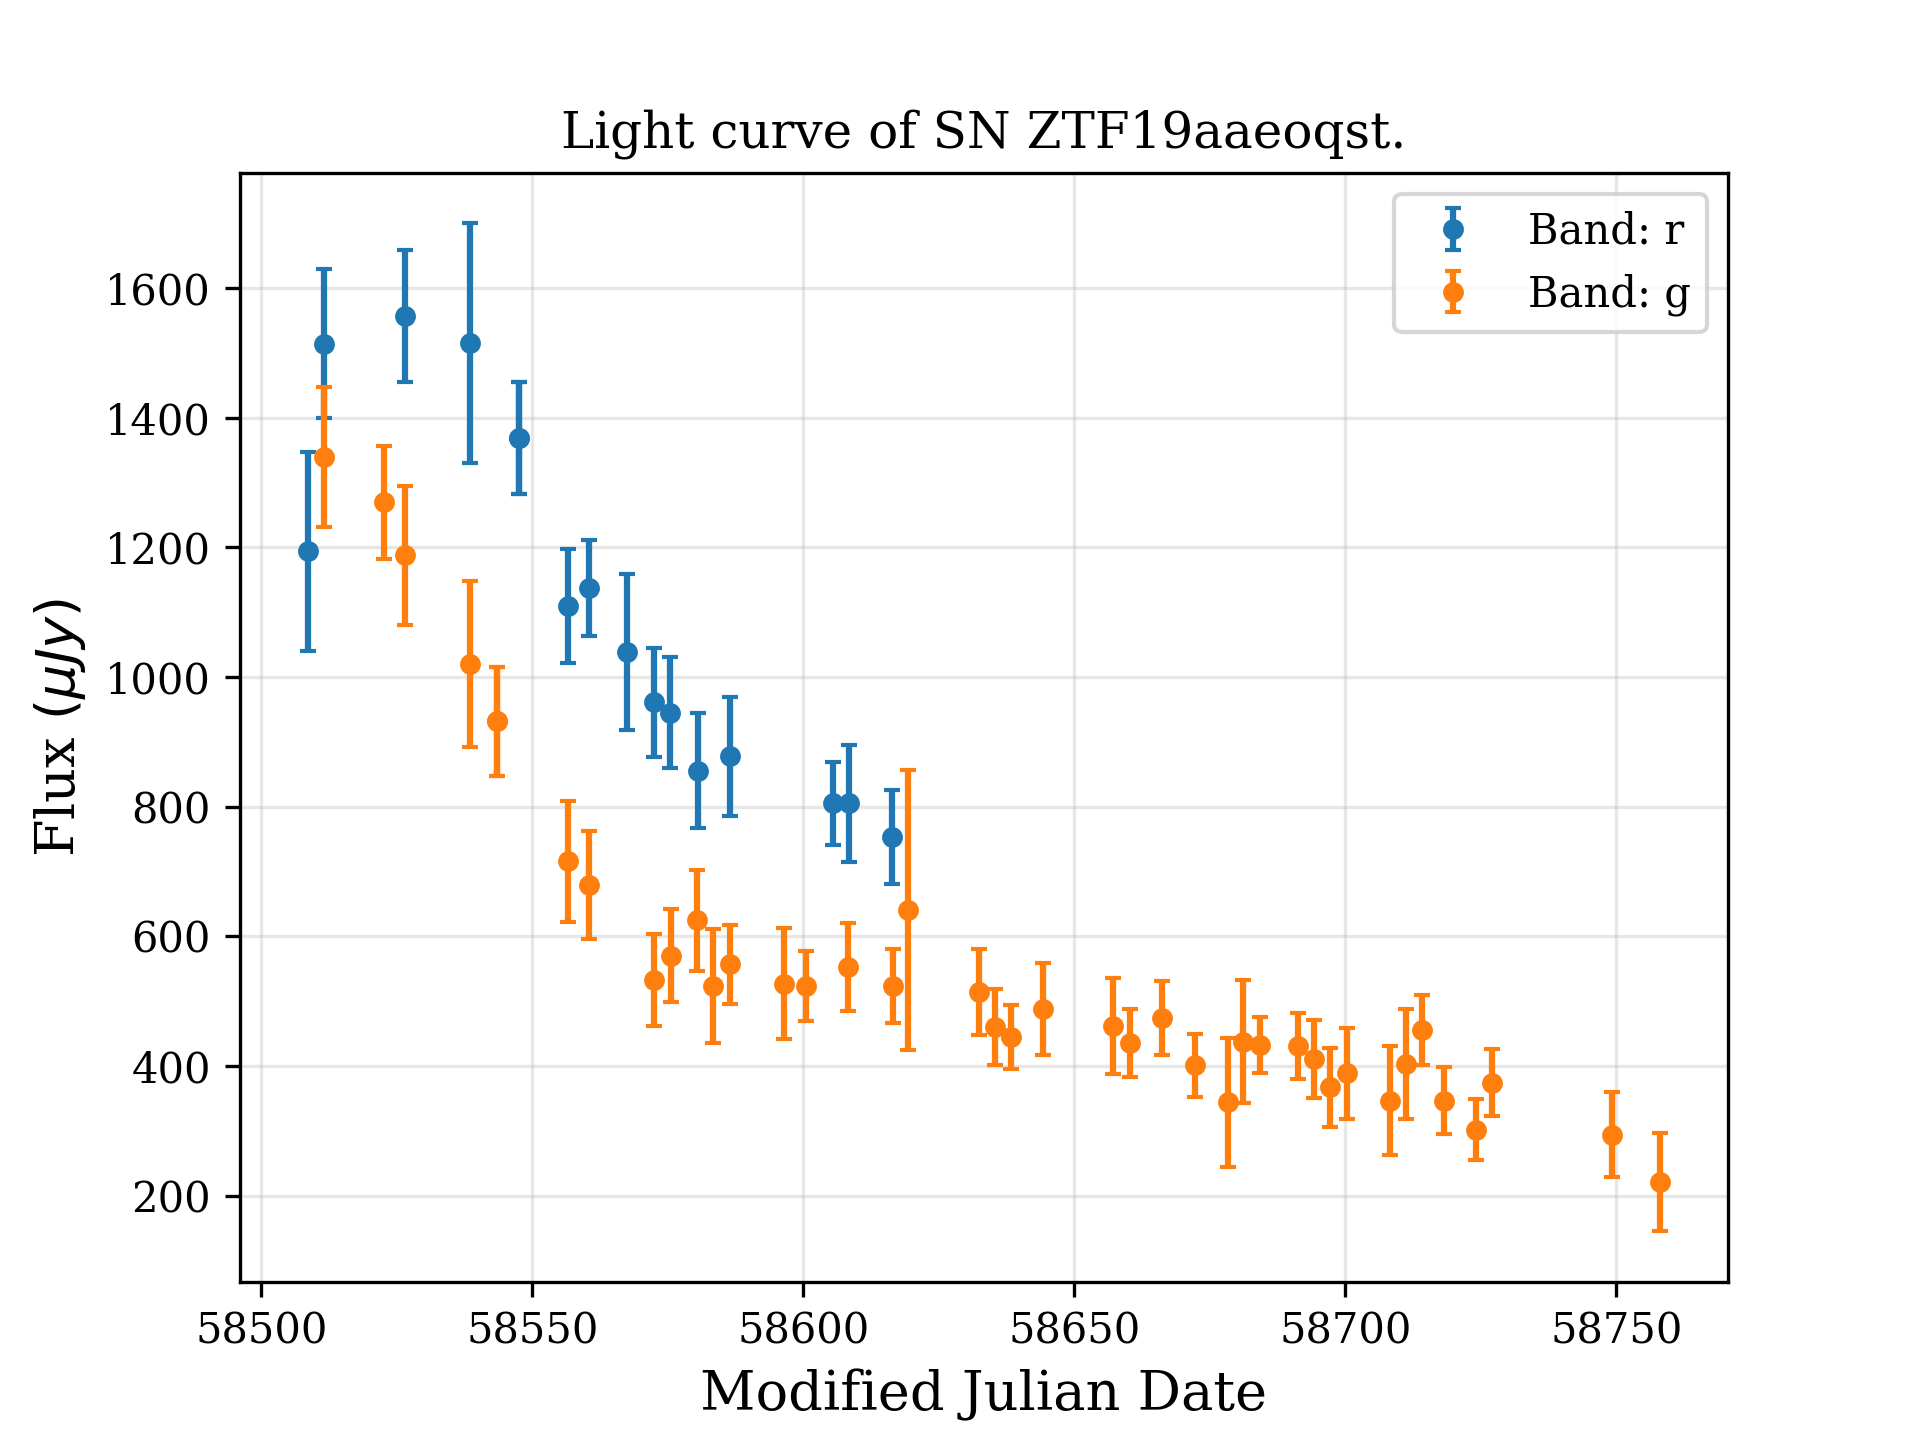 Light curve of SN ZTF19aaeoqst.
Band: r
Band: g
Flux (μJy)
1600
1400
1200
1000
800
600
400
200
58500 58550 58600 58650 58700 58750
Modified Julian Date